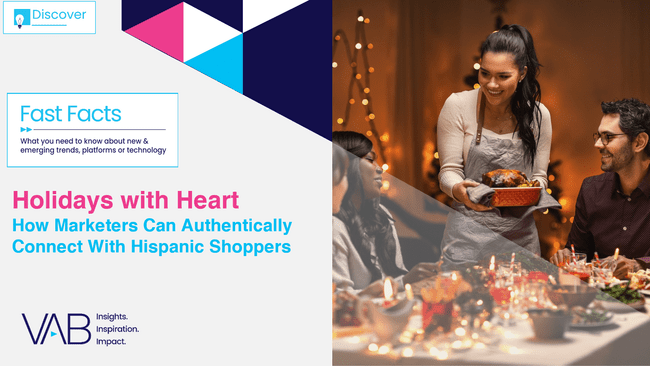 Discover
Fast Facts
What you need to know about new &
emerging trends, platforms or technology
Holidays with Heart
How Marketers Can Authentically
Connect With Hispanic Shoppers
VAB
Insights.
Inspiration.
Impact.